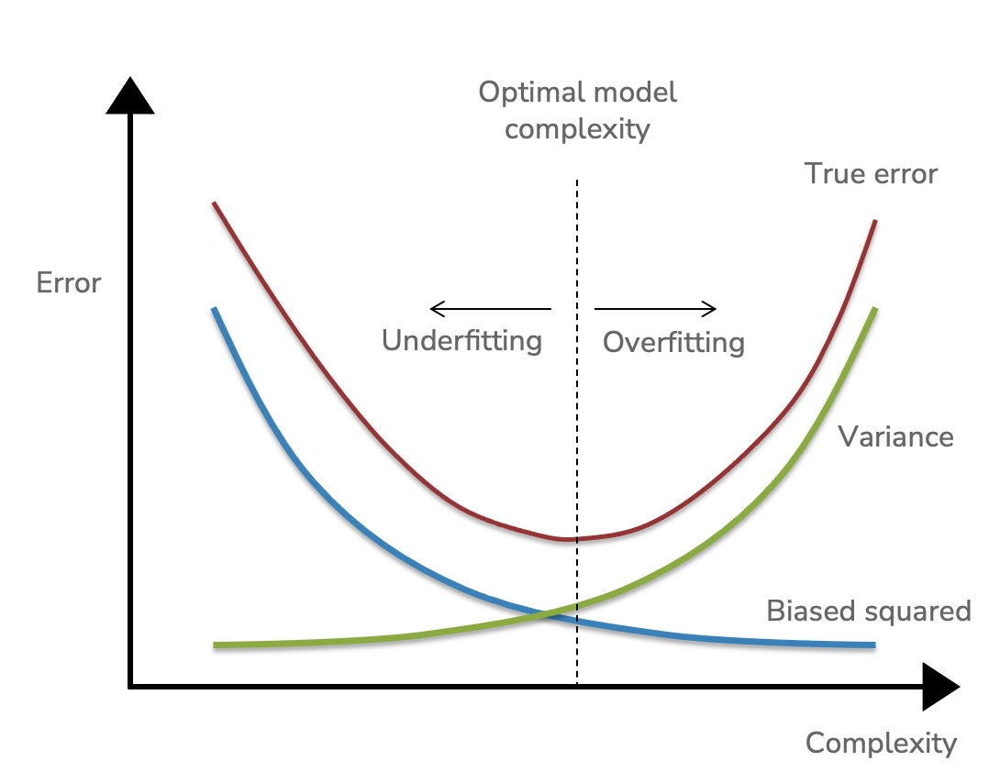 Optimal model
complexity
True error
Error
Underfitting
Overfitting
Variance
Biased squared
Complexity